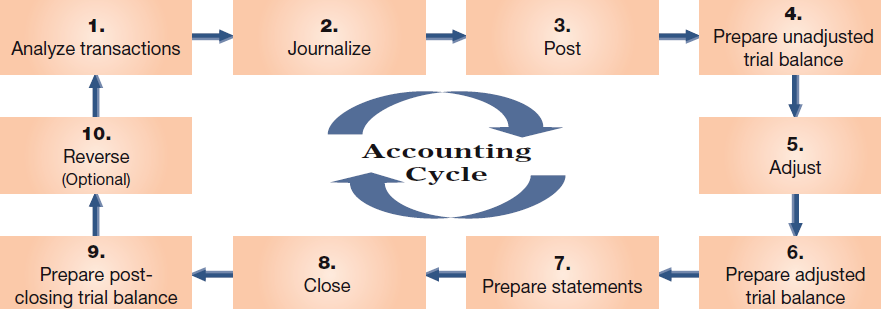 1.
Analyze transactions
2.
Journalize
3.
Post
4.
Prepare unadjusted
trial balance
5.
Adjust
6.
Prepare adjusted
trial balance
7.
Prepare statements
8.
Close
9.
Prepare post-
closing trial balance
10.
Reverse
(Optional)
Accounting
Cycle